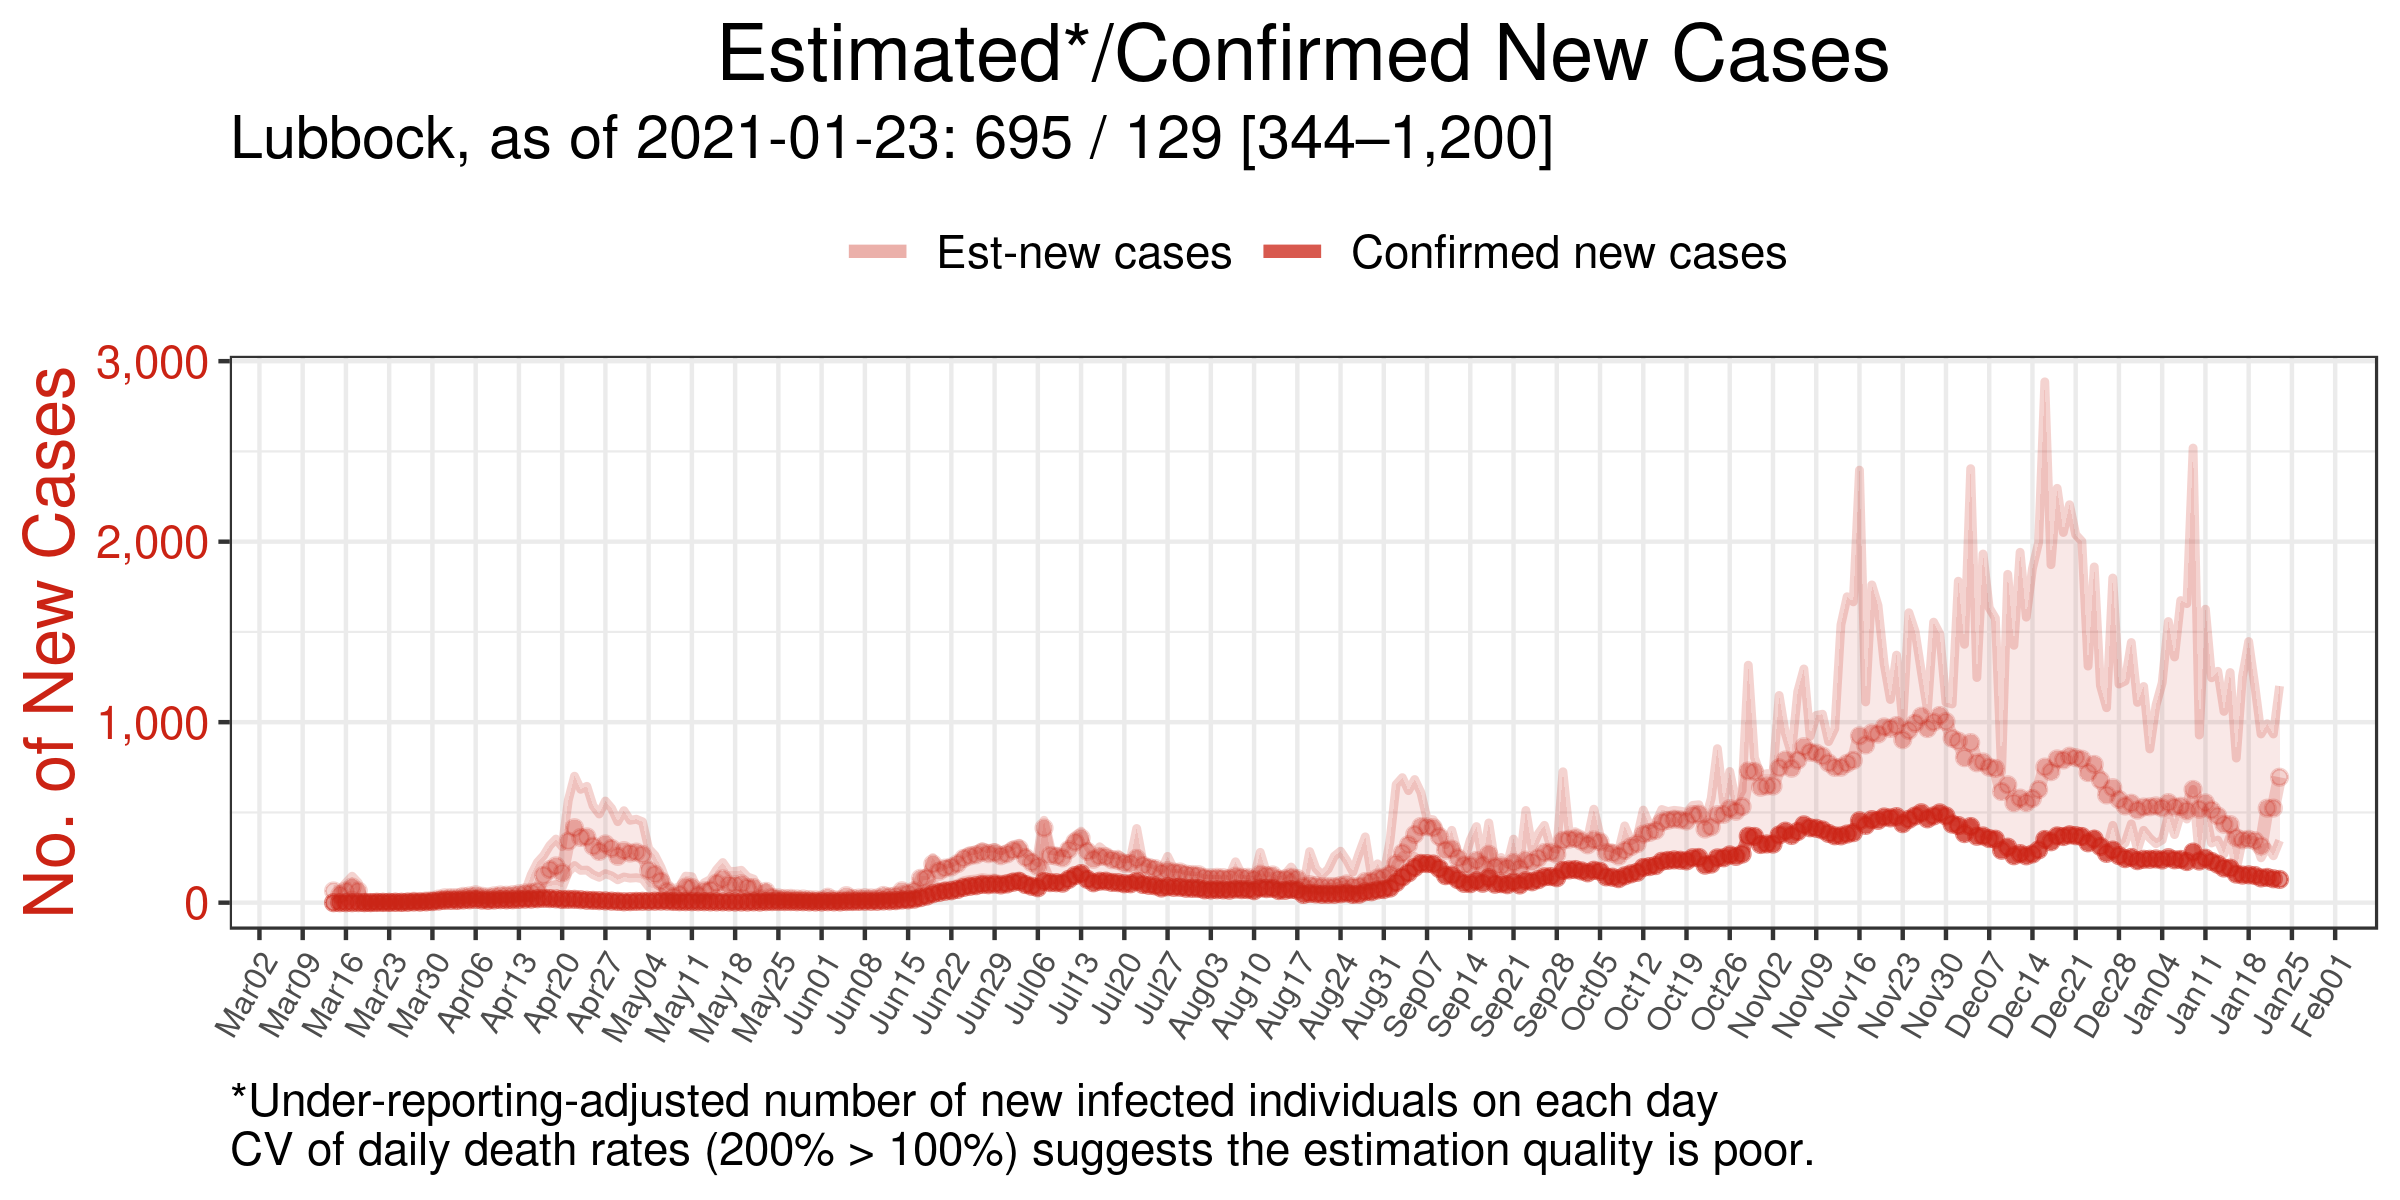 Estimated*/Confirmed New Cases
Lubbock, as of 2021-01-23: 695 / 129 [344–1,200]
Est-new cases Confirmed new cases
No. of New Cases
3,000
2,000
1,000
0
Mar02 Mar09 Mar16 Mar23 Mar30 Apr06 Apr13 Apr20 Apr27 May04 May11 May18 May25 Jun01 Jun08 Jun15 Jun22 Jun29 Jul06 Jul13 Jul20 Jul27 Aug03 Aug10 Aug17 Aug24 Aug31 Sep07 Sep14 Sep21 Sep28 Oct05 Oct12 Oct19 Oct26 Nov02 Nov09 Nov16 Nov23 Nov30 Dec07 Dec14 Dec21 Dec28 Jan04 Jan11 Jan18 Jan25 Feb01
*Under-reporting-adjusted number of new infected individuals on each day
CV of daily death rates (200% > 100%) suggests the estimation quality is poor.